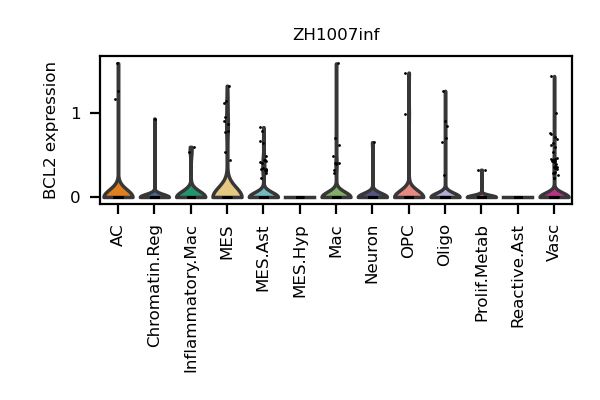 ZH1007inf
BCL2 expression
1
0
AC
Chromatin.Reg
Inflammatory.Mac
MES
MES.Ast
MES.Hyp
Mac
Neuron
OPC
Oligo
Prolif.Metab
Reactive.Ast
Vasc